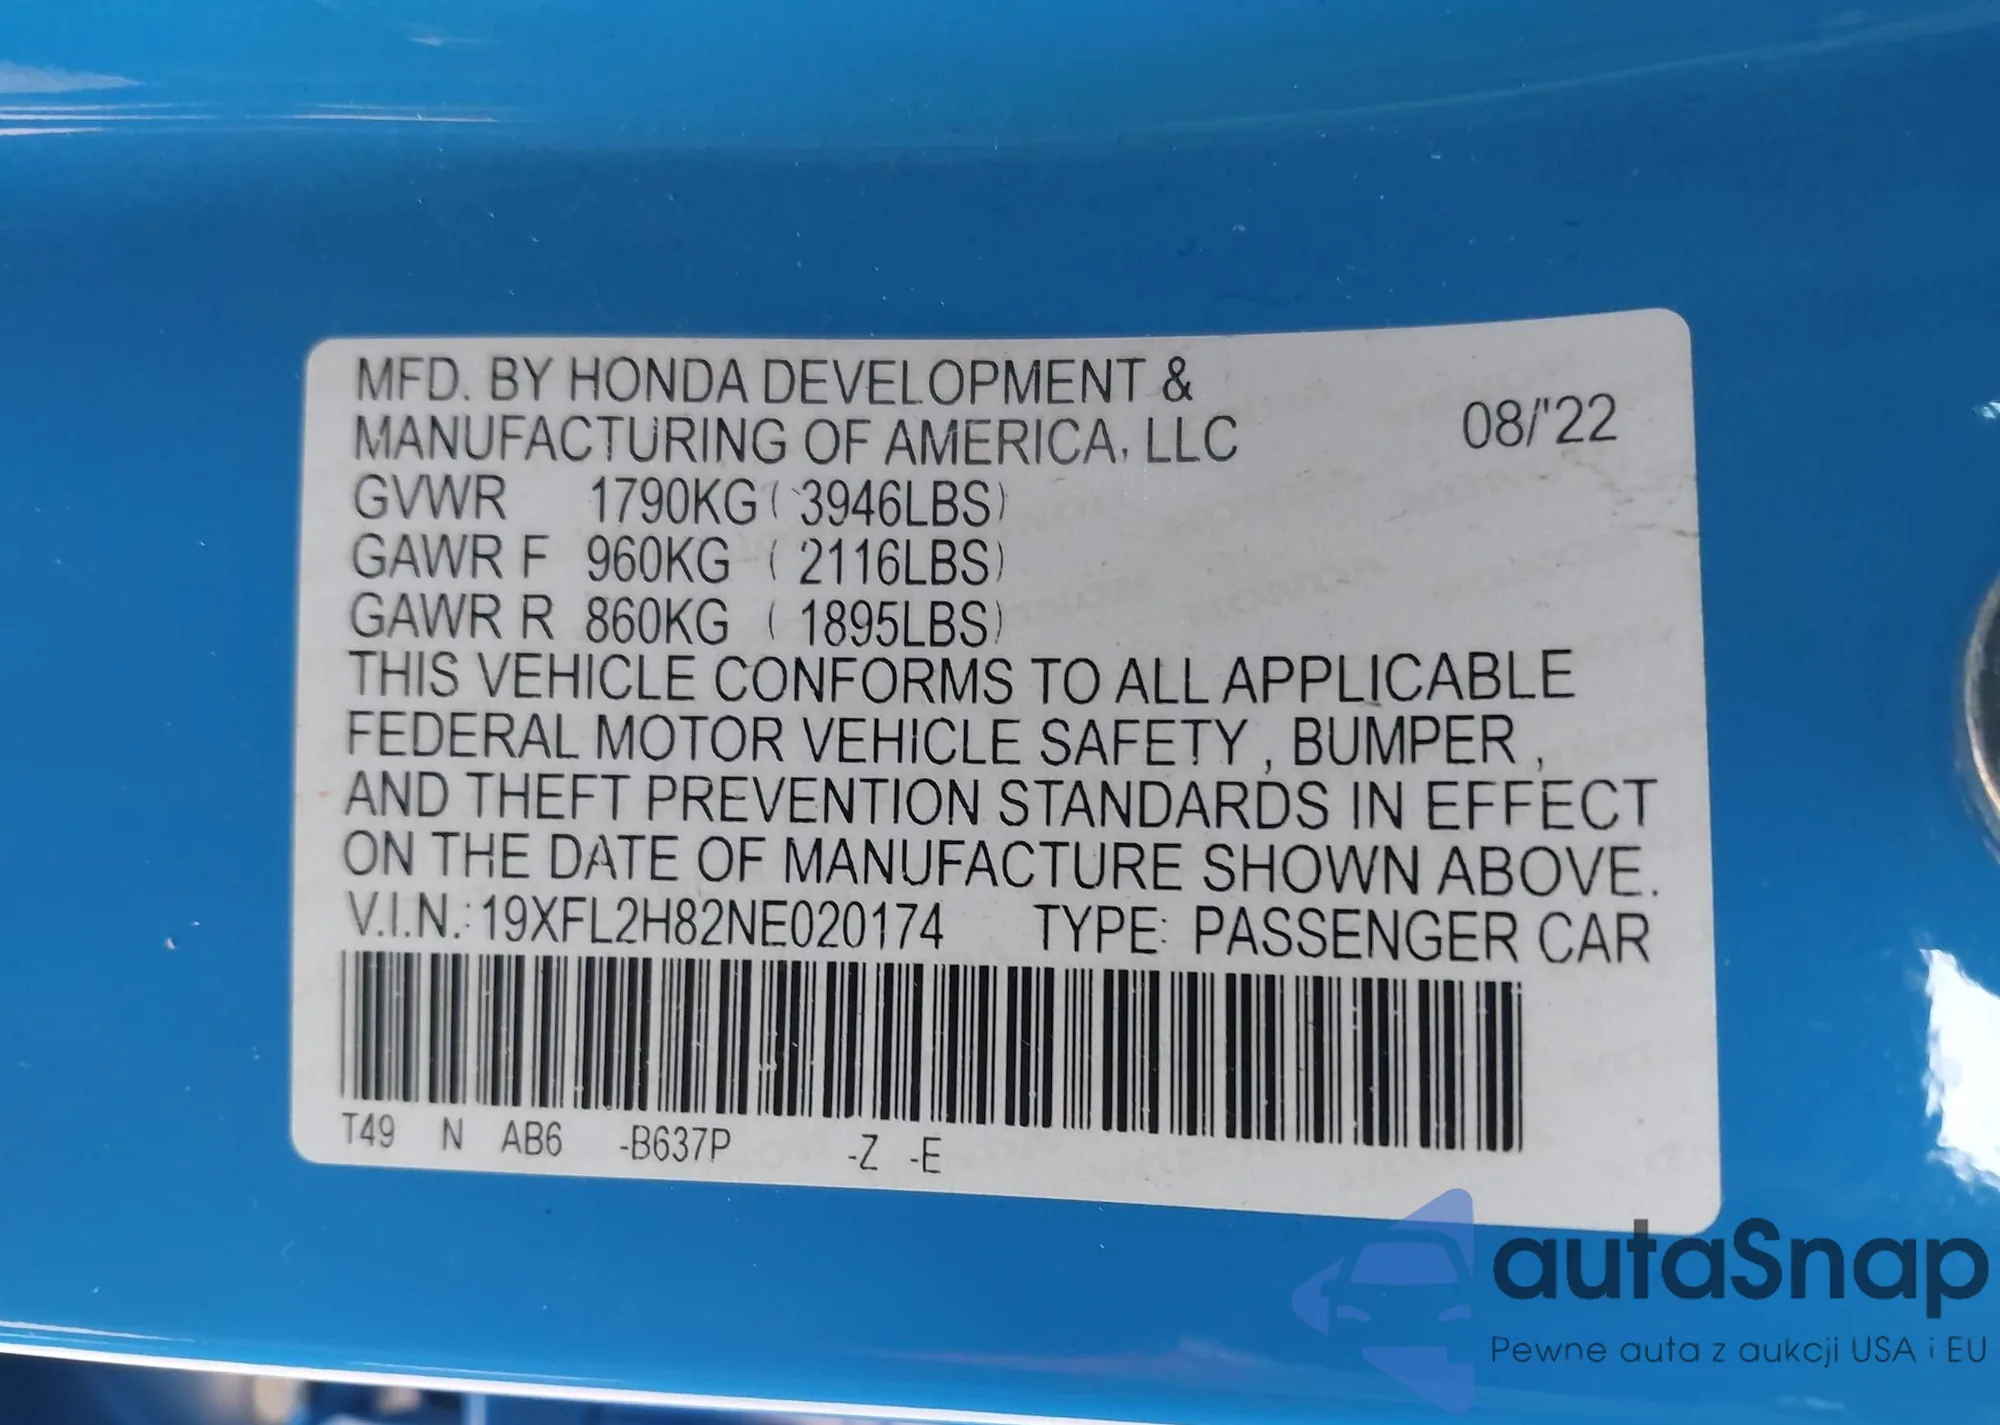 MFD. BY HONDA DEVELOPMENT &
MANUFACTURING OF AMERICA, LLC 08/'22
GVWR 1790KG ( 3946LBS)
GAWR F 960KG ( 2116LBS)
GAWR R 860KG ( 1895LBS)
THIS VEHICLE CONFORMS TO ALL APPLICABLE
FEDERAL MOTOR VEHICLE SAFETY , BUMPER ,
AND THEFT PREVENTION STANDARDS IN EFFECT
ON THE DATE OF MANUFACTURE SHOWN ABOVE.
V.I.N.: 19XFL2H82NE020174 TYPE: PASSENGER CAR
T49 N AB6 -B637P -Z -E
autaSnap
Pewne auta z aukcji USA i EU